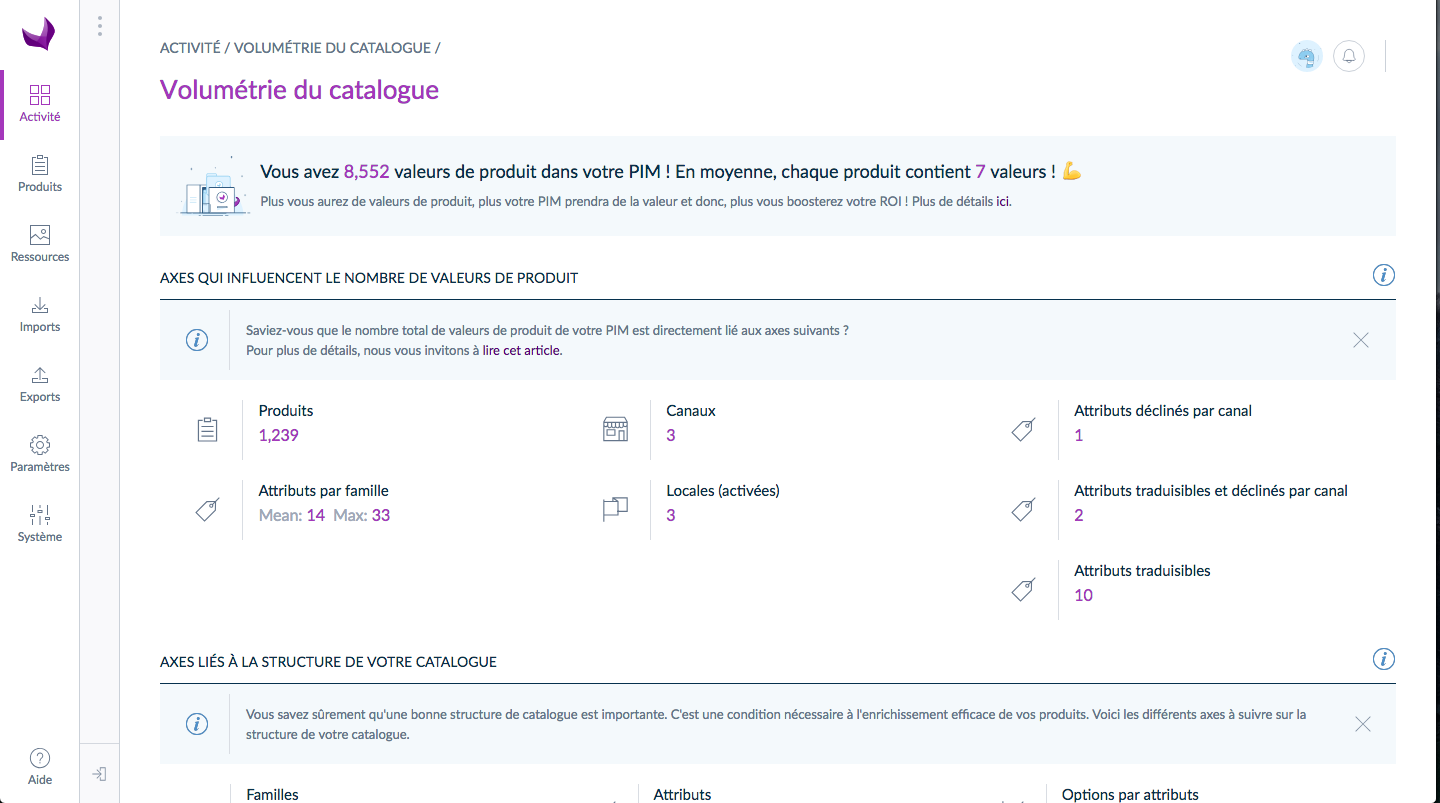 ACTIVITÉ / VOLUMÉTRIE DU CATALOGUE /
Volumétrie du catalogue
Activité
Produits
Ressources
Imports
Exports
Paramètres
Système
Aide
Vous avez 8,552 valeurs de produit dans votre PIM ! En moyenne, chaque produit contient 7 valeurs ! 💪
Plus vous aurez de valeurs de produit, plus votre PIM prendra de la valeur et donc, plus vous boosterez votre ROI ! Plus de détails ici.
AXES QUI INFLUENCENT LE NOMBRE DE VALEURS DE PRODUIT
Saviez-vous que le nombre total de valeurs de produit de votre PIM est directement lié aux axes suivants ?
Pour plus de détails, nous vous invitons à lire cet article.
Produits
1,239
Canaux
3
Attributs déclinés par canal
1
Attributs par famille
Mean: 14 Max: 33
Locales (activées)
3
Attributs traduisibles et déclinés par canal
2
Attributs traduisibles
10
AXES LIÉS À LA STRUCTURE DE VOTRE CATALOGUE
Vous savez sûrement qu'une bonne structure de catalogue est importante. C'est une condition nécessaire à l'enrichissement efficace de vos produits. Voici les différents axes à suivre sur la
structure de votre catalogue.
Familles
Attributs
Options par attributs